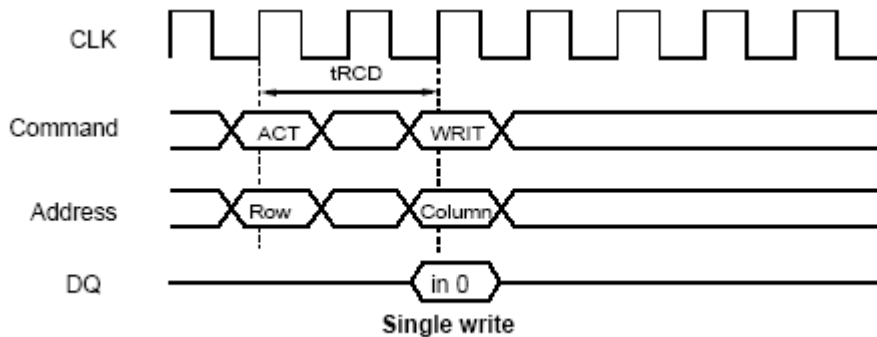 CLK
tRCD
Command ACT WRIT
Address Row Column
DQ in 0
Single write